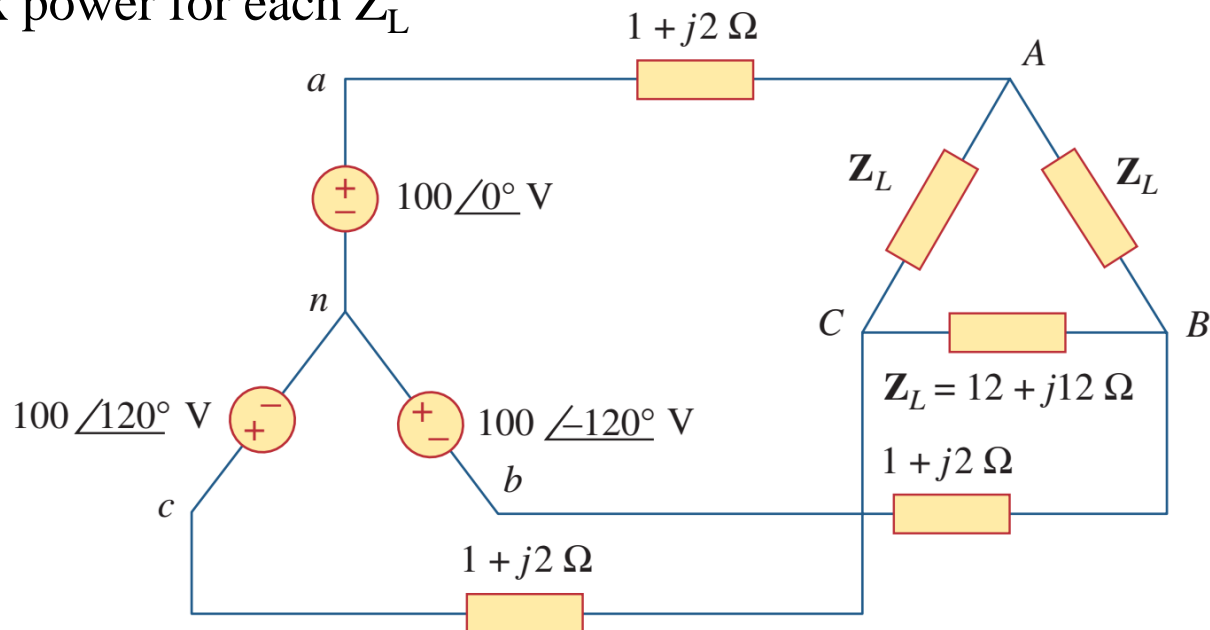 power for each Z_L
1 + j2 Ω
A
a
+
−
100∠0° V
Z_L
Z_L
n
C
B
100∠120° V
−
+
+
−
100∠−120° V
Z_L = 12 + j12 Ω
1 + j2 Ω
b
c
1 + j2 Ω